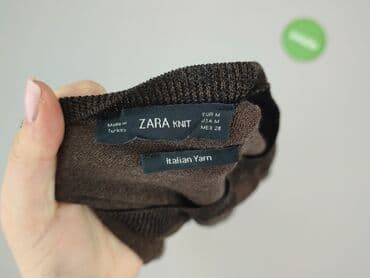 Made in
Turkey
ZARA KNIT
EUR M
USA M
MEX 28
Italian Yarn